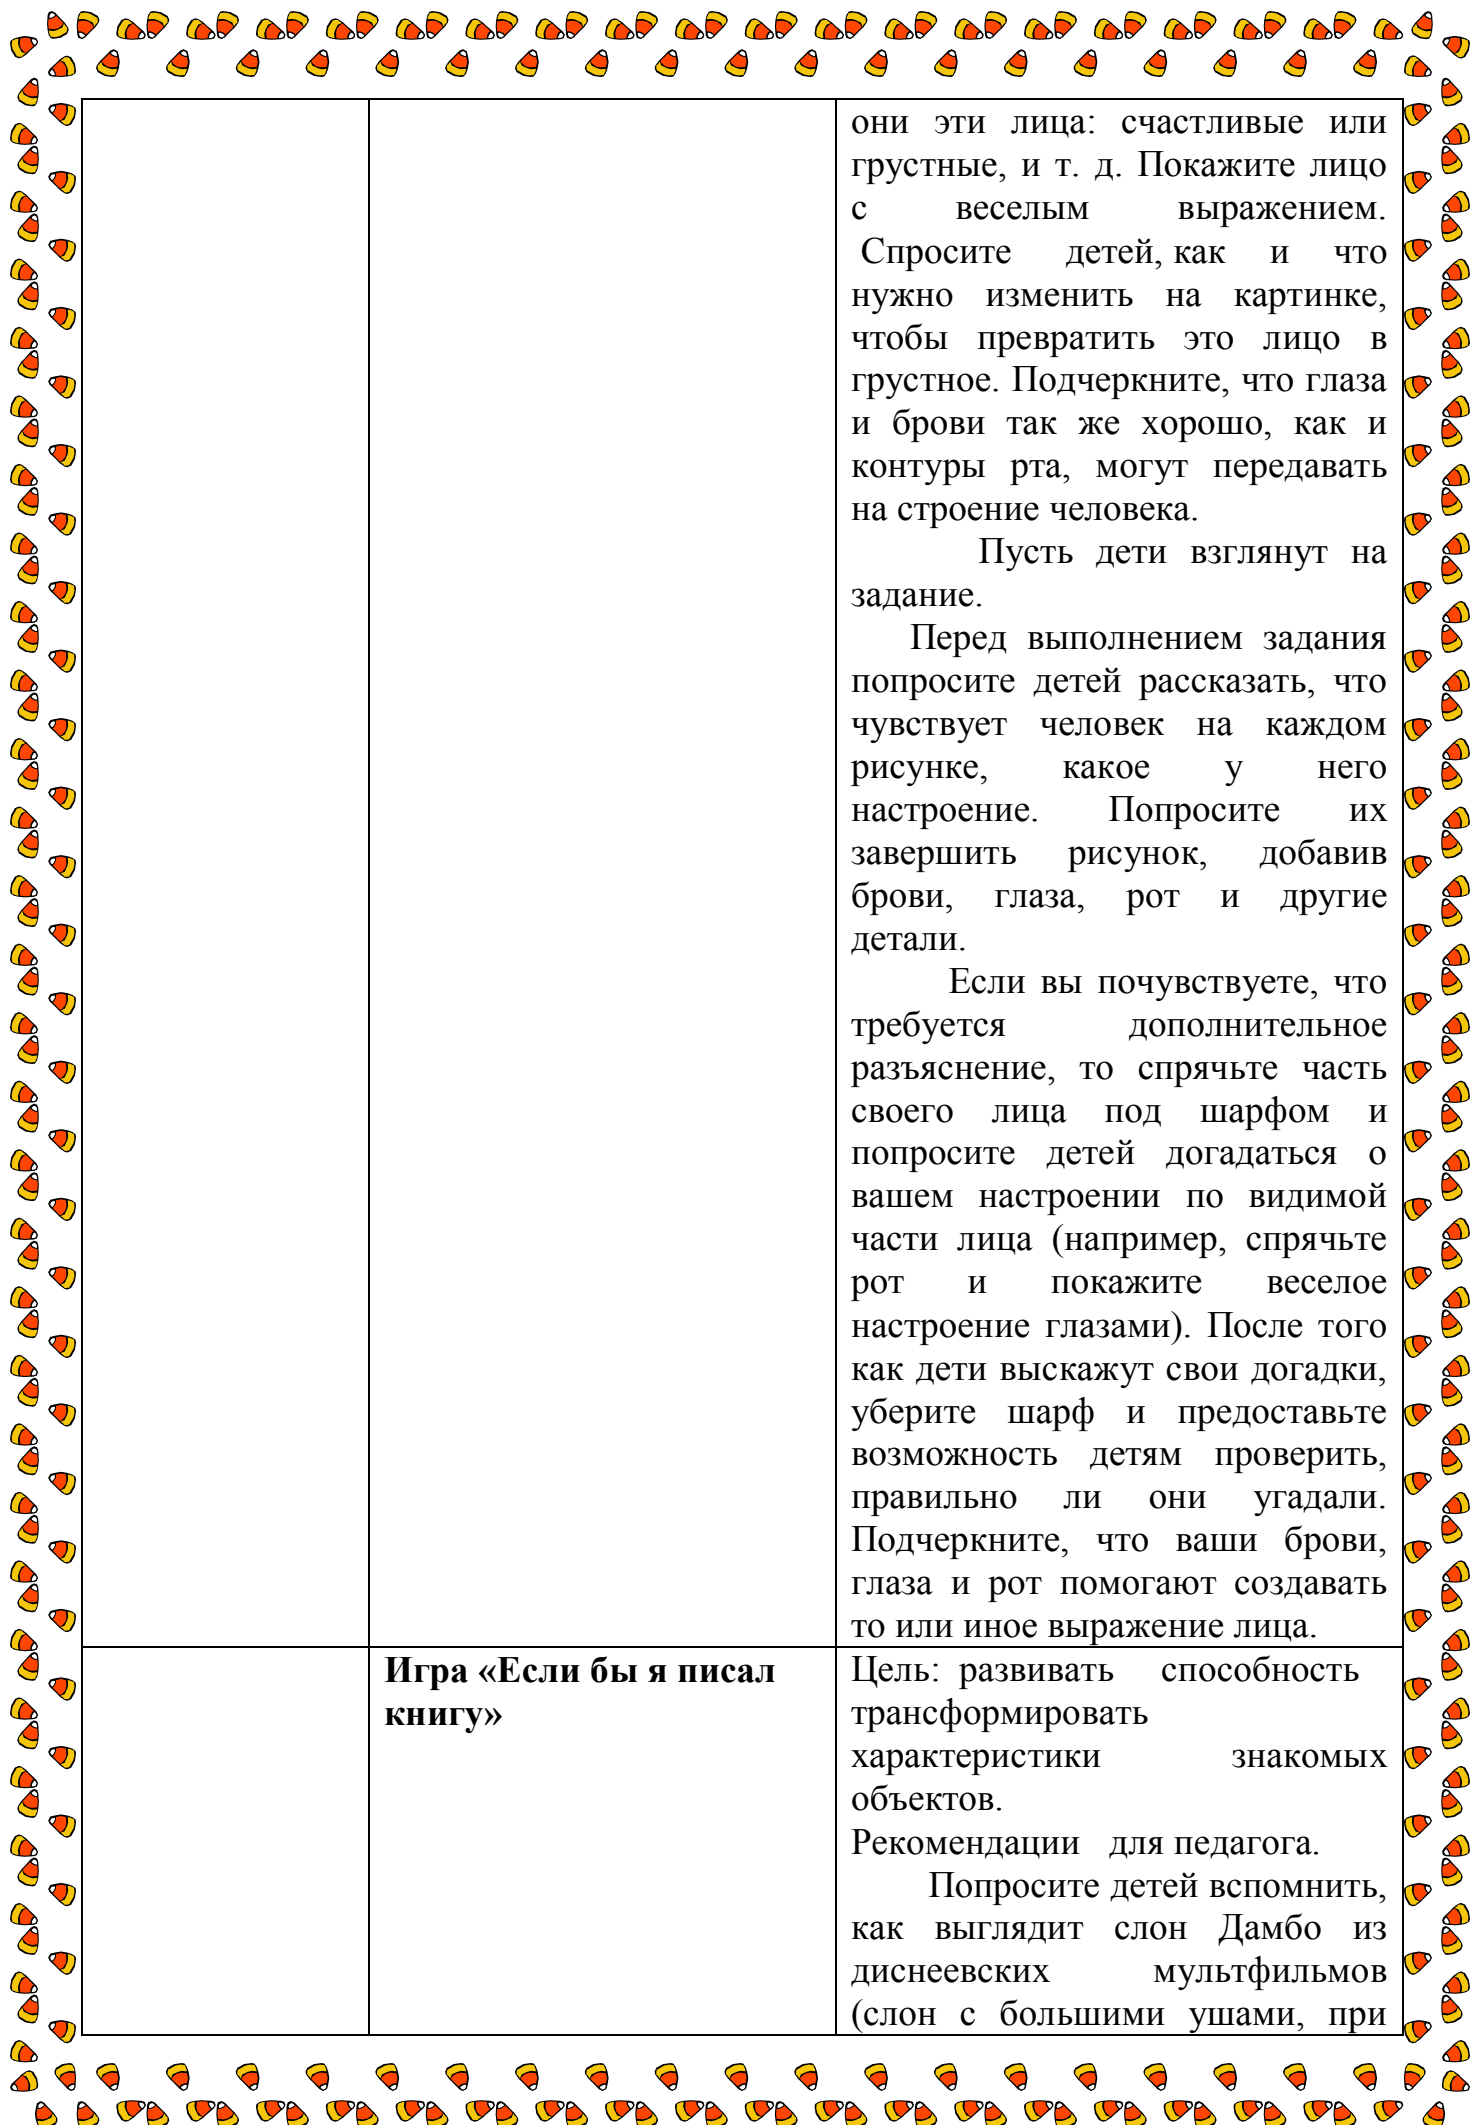 они эти лица: счастливые или
грустные, и т. д. Покажите лицо
с веселым выражением.
Спросите детей, как и что
нужно изменить на картинке,
чтобы превратить это лицо в
грустное. Подчеркните, что глаза
и брови так же хорошо, как и
контуры рта, могут передавать
на строение человека.
Пусть дети взглянут на
задание.
Перед выполнением задания
попросите детей рассказать, что
чувствует человек на каждом
рисунке, какое у него
настроение. Попросите их
завершить рисунок, добавив
брови, глаза, рот и другие
детали.
Если вы почувствуете, что
требуется дополнительное
разъяснение, то спрячьте часть
своего лица под шарфом и
попросите детей догадаться о
вашем настроении по видимой
части лица (например, спрячьте
рот и покажите веселое
настроение глазами). После того
как дети выскажут свои догадки,
уберите шарф и предоставьте
возможность детям проверить,
правильно ли они угадали.
Подчеркните, что ваши брови,
глаза и рот помогают создавать
то или иное выражение лица.
Игра «Если бы я писал
книгу»
Цель: развивать способность
трансформировать
характеристики знакомых
объектов.
Рекомендации для педагога.
Попросите детей вспомнить,
как выглядит слон Дамбо из
диснеевских мультфильмов
(слон с большими ушами, при